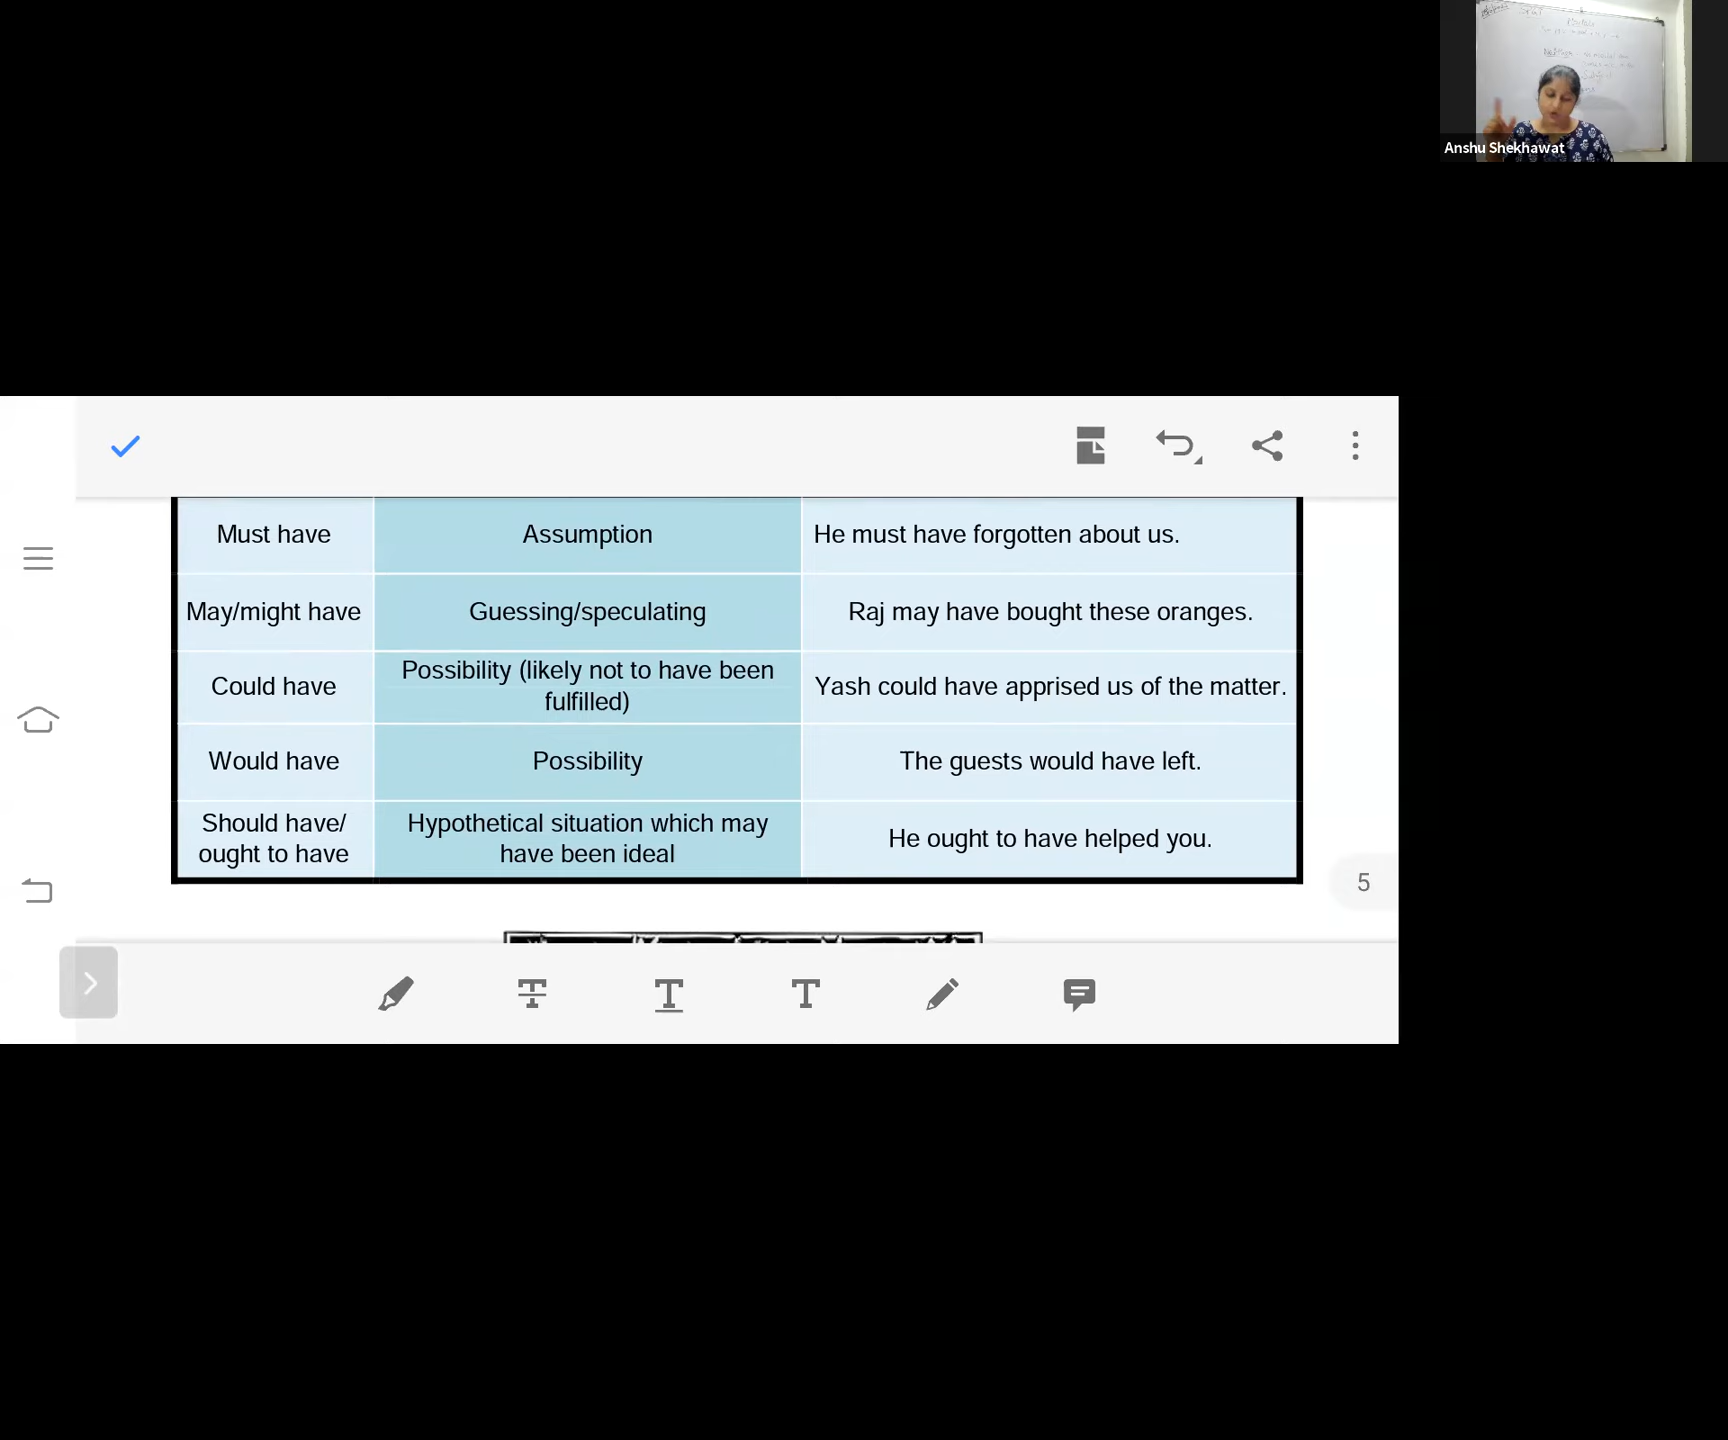 Anshu Shekhawat
Must have
Assumption
He must have forgotten about us.
May/might have
Guessing/speculating
Raj may have bought these oranges.
Could have
Possibility (likely not to have been
fulfilled)
Yash could have apprised us of the matter.
Would have
Possibility
The guests would have left.
Should have/
ought to have
Hypothetical situation which may
have been ideal
He ought to have helped you.
5